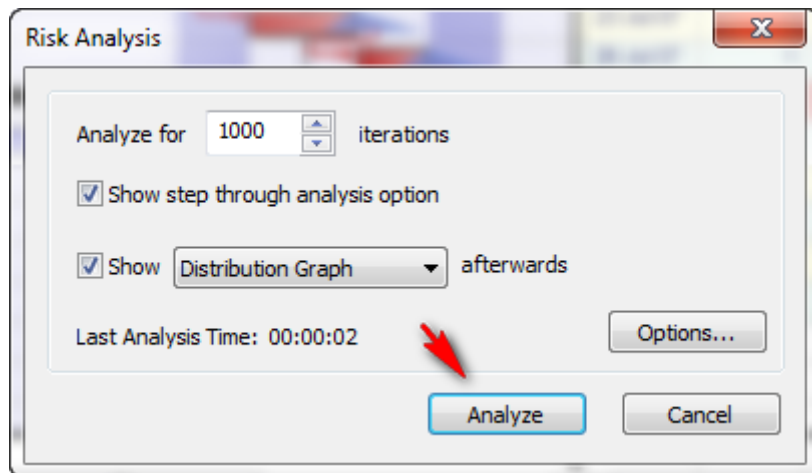 Risk Analysis
Analyze for 1000 iterations
Show step through analysis option
Show Distribution Graph afterwards
Last Analysis Time: 00:00:02
Options...
Analyze Cancel